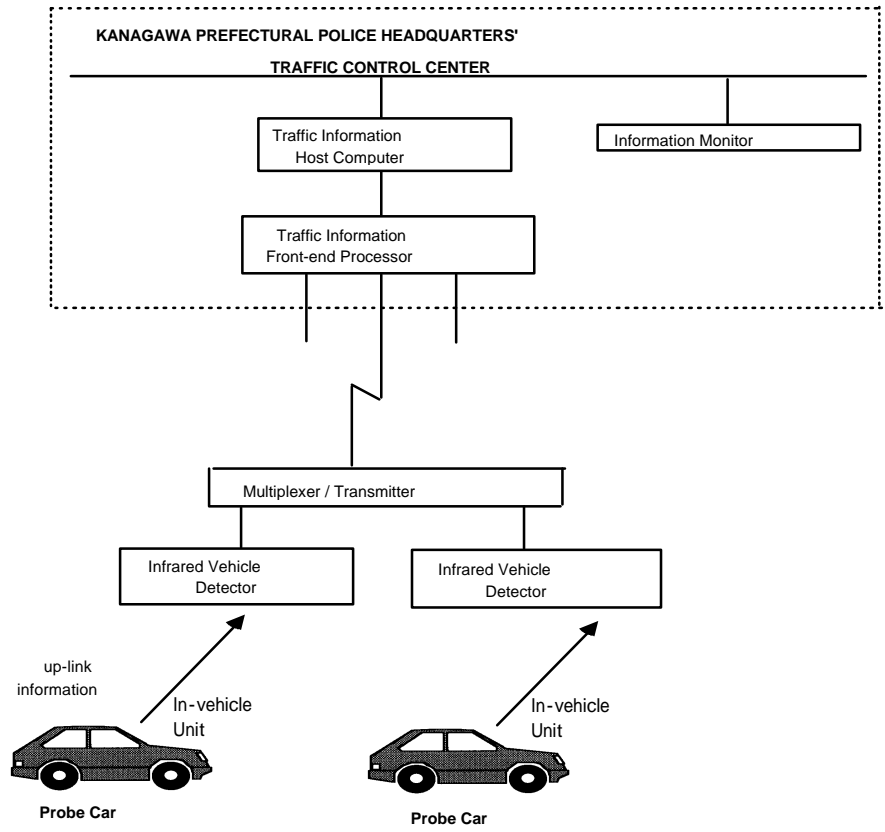 KANAGAWA PREFECTURAL POLICE HEADQUARTERS'
TRAFFIC CONTROL CENTER
Traffic Information
Host Computer
Information Monitor
Traffic Information
Front-end Processor
Multiplexer / Transmitter
Infrared Vehicle
Detector
Infrared Vehicle
Detector
up-link
information
In-vehicle
Unit
In-vehicle
Unit
Probe Car
Probe Car